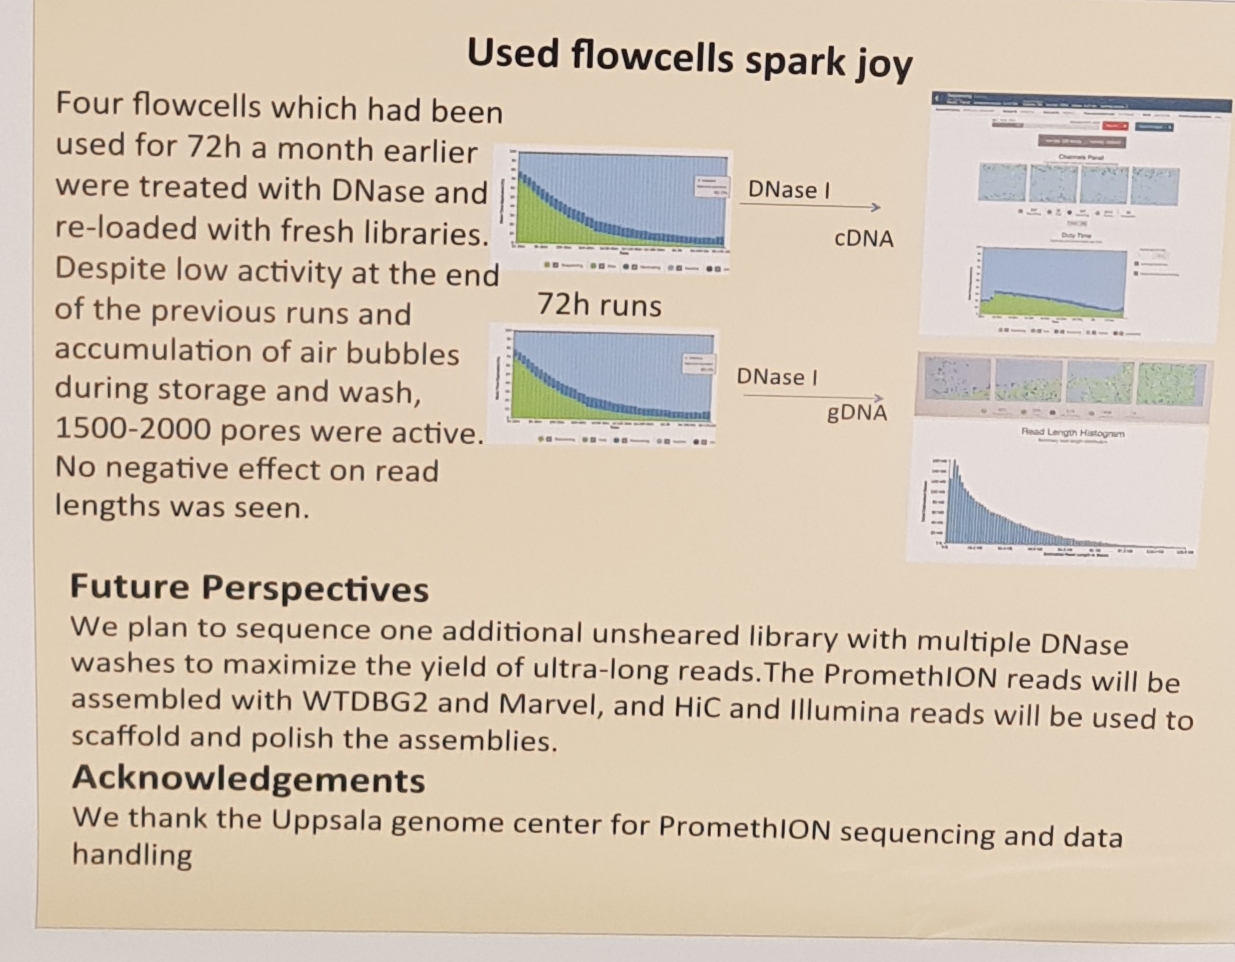 Used flowcells spark joy
Four flowcells which had been
used for 72h a month earlier
were treated with DNase and
re-loaded with fresh libraries.
Despite low activity at the end
of the previous runs and
accumulation of air bubbles
during storage and wash,
1500-2000 pores were active.
No negative effect on read
lengths was seen.
72h runs
DNase I
cDNA
DNase I
gDNA
Channels Panel
Duty Time
Read Length Histogram
Future Perspectives
We plan to sequence one additional unsheared library with multiple DNase
washes to maximize the yield of ultra-long reads.The PromethION reads will be
assembled with WTDBG2 and Marvel, and HiC and Illumina reads will be used to
scaffold and polish the assemblies.
Acknowledgements
We thank the Uppsala genome center for PromethION sequencing and data
handling